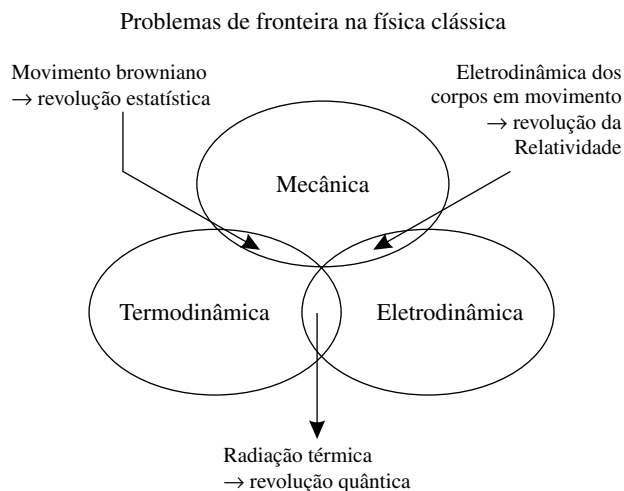 Problemas de fronteira na física clássica
Movimento browniano
→ revolução estatística
Eletrodinâmica dos
corpos em movimento
→ revolução da
Relatividade
Mecânica
Termodinâmica
Eletrodinâmica
Radiação térmica
→ revolução quântica